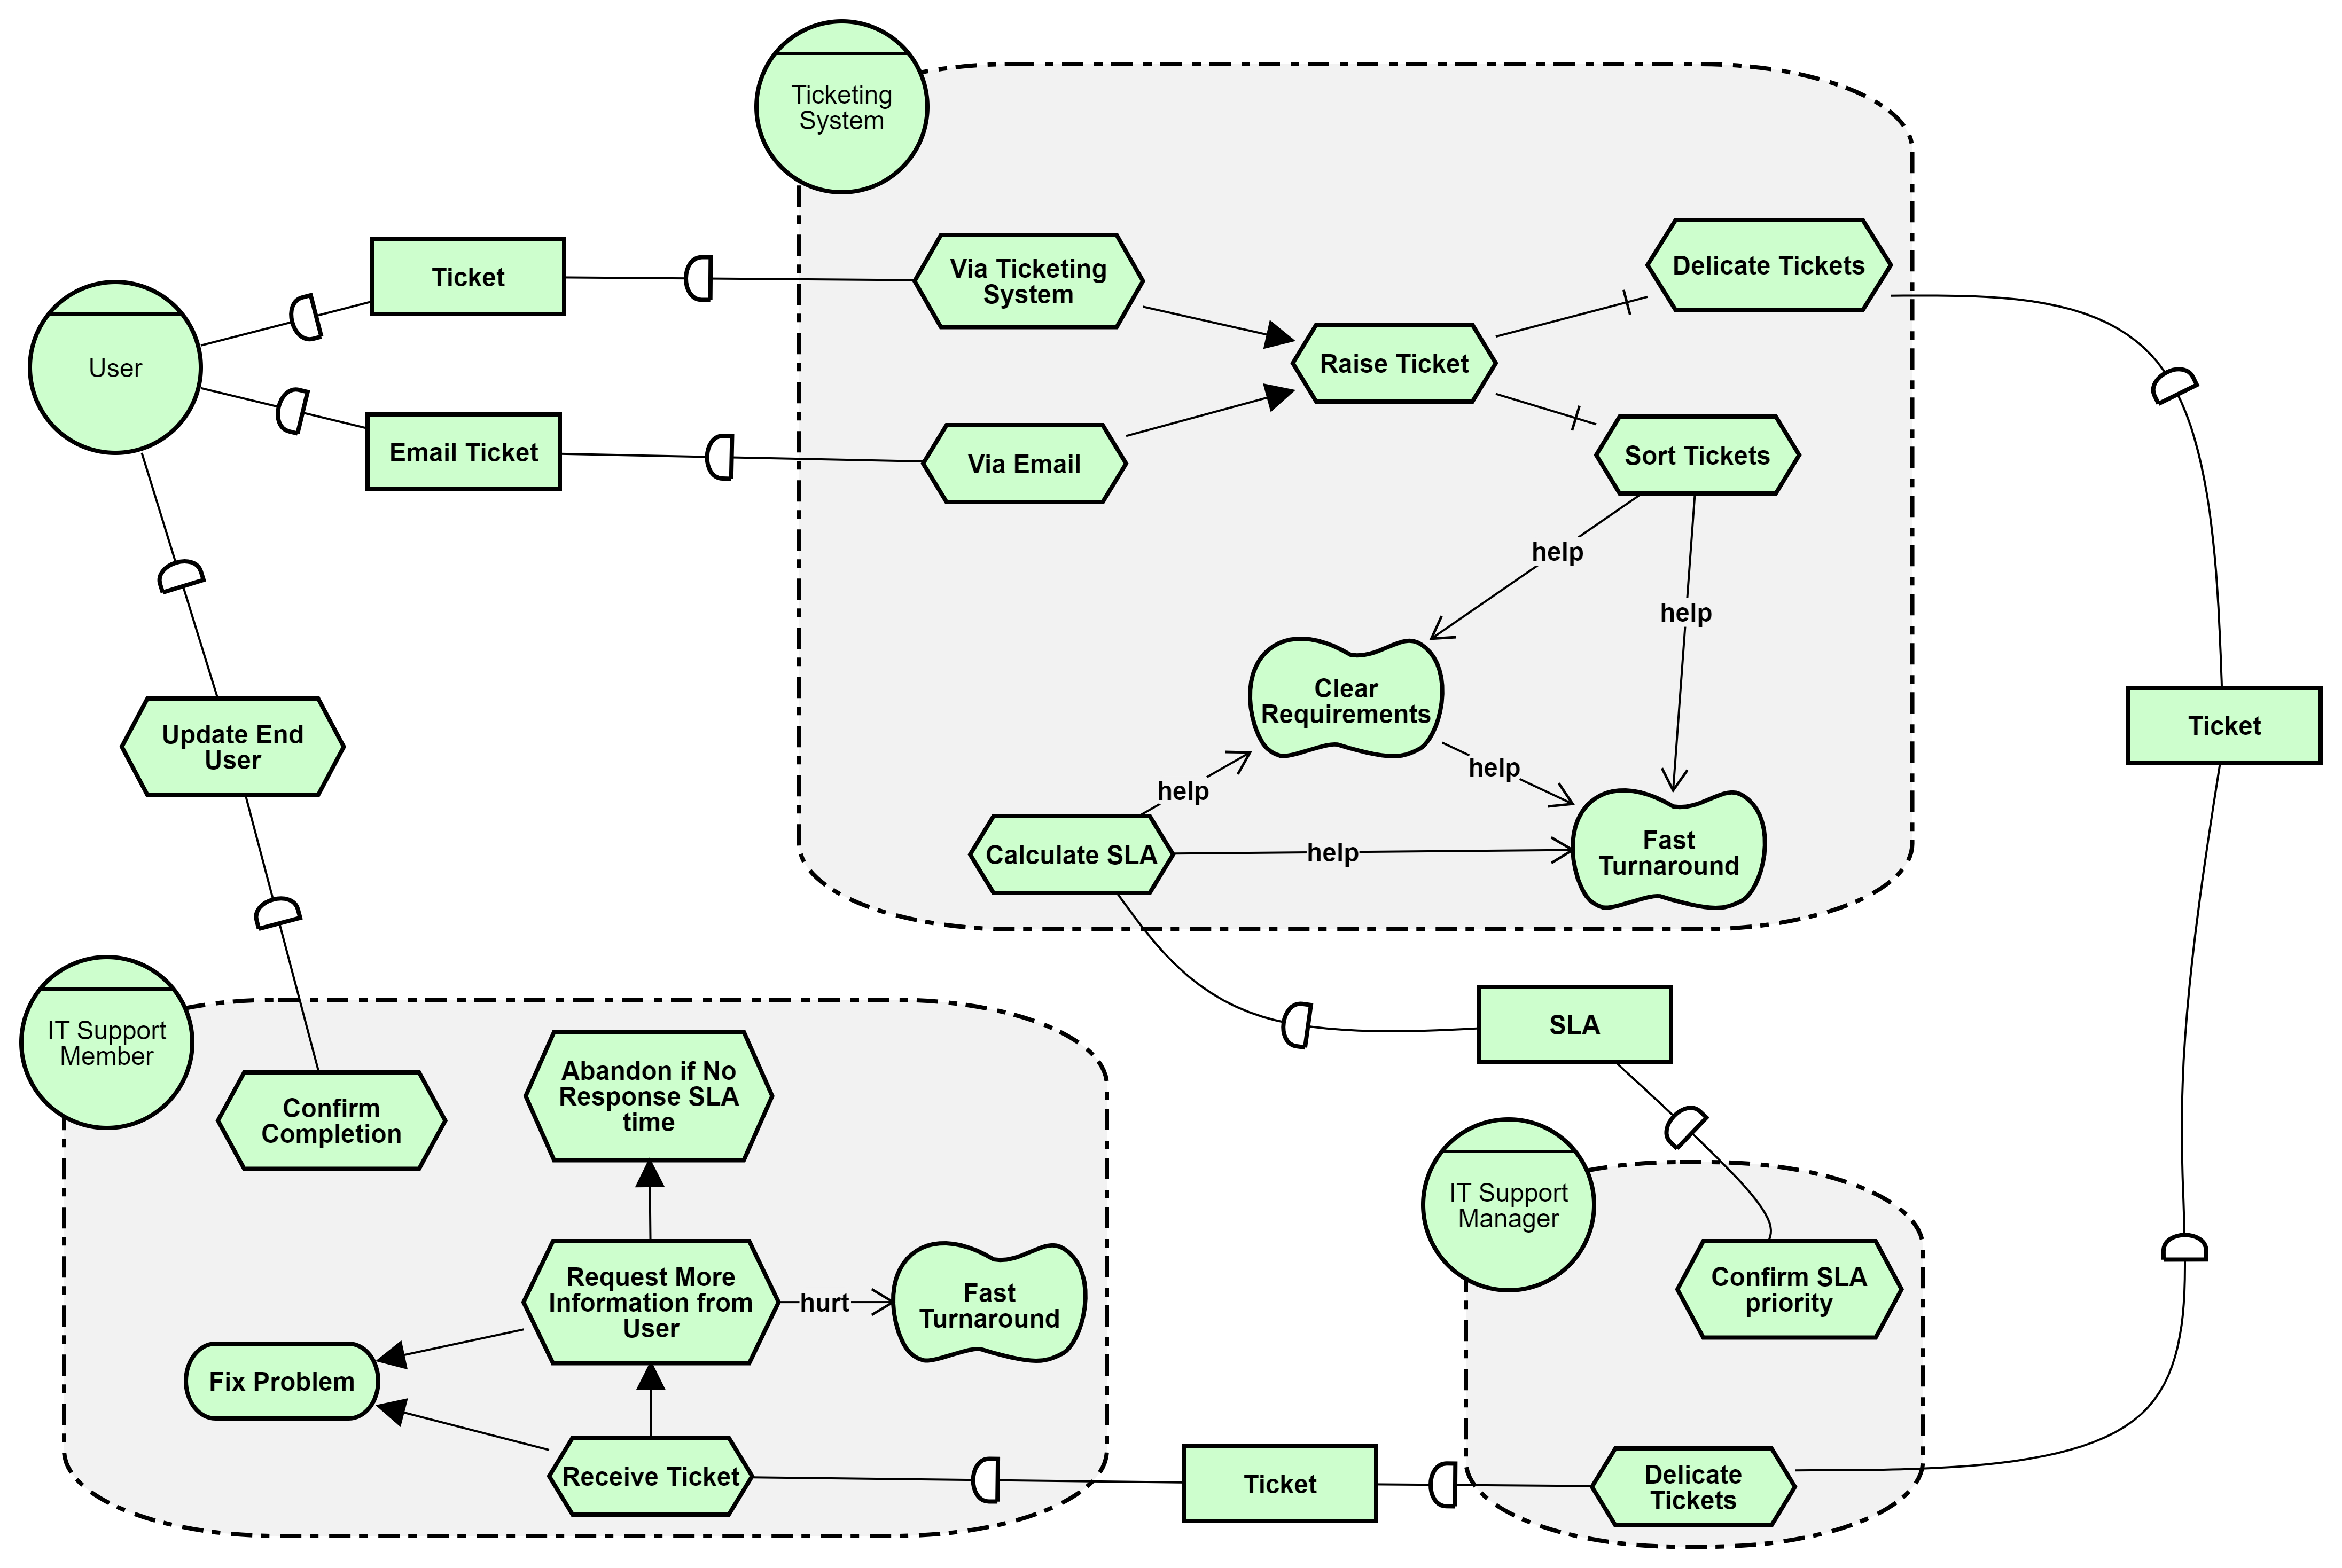 Ticketing
System
Ticket
Via Ticketing
System
Delicate Tickets
User
Raise Ticket
Email Ticket
Via Email
Sort Tickets
help
help
Clear
Requirements
Ticket
Update End
User
help
help
Calculate SLA
help
Fast
Turnaround
IT Support
Member
SLA
Abandon if No
Response SLA
time
Confirm
Completion
IT Support
Manager
Request More
Information from
User
hurt
Fast
Turnaround
Confirm SLA
priority
Fix Problem
Receive Ticket
Ticket
Delicate
Tickets